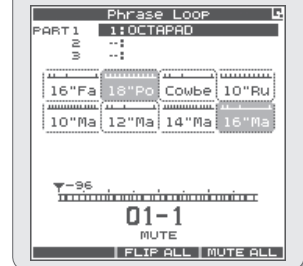 Phrase Loop
PART1 1:OCTAPAD
2 --:
3 --:
16"Fa 18"Po Cowbe 10"Ru
10"Ma 12"Ma 14"Ma 16"Ma
-96
01-1
MUTE
FLIP ALL MUTE ALL